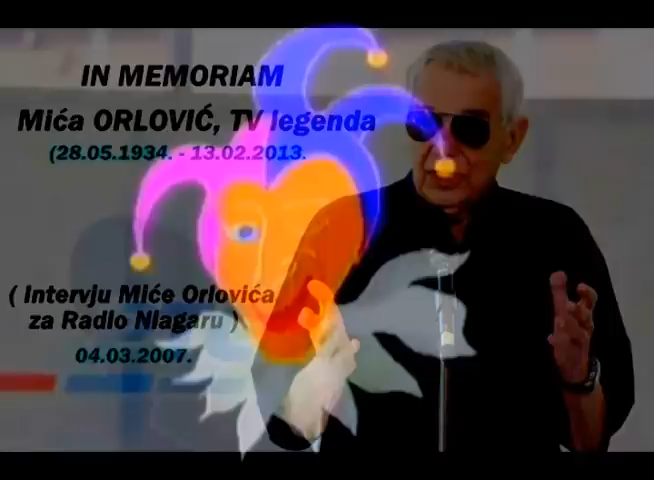 IN MEMORIAM
Mića ORLOVIĆ, TV legenda
(28.05.1934. - 13.02.2013.
( Intervju Miće Orlovića
za Radio Niagaru )
04.03.2007.